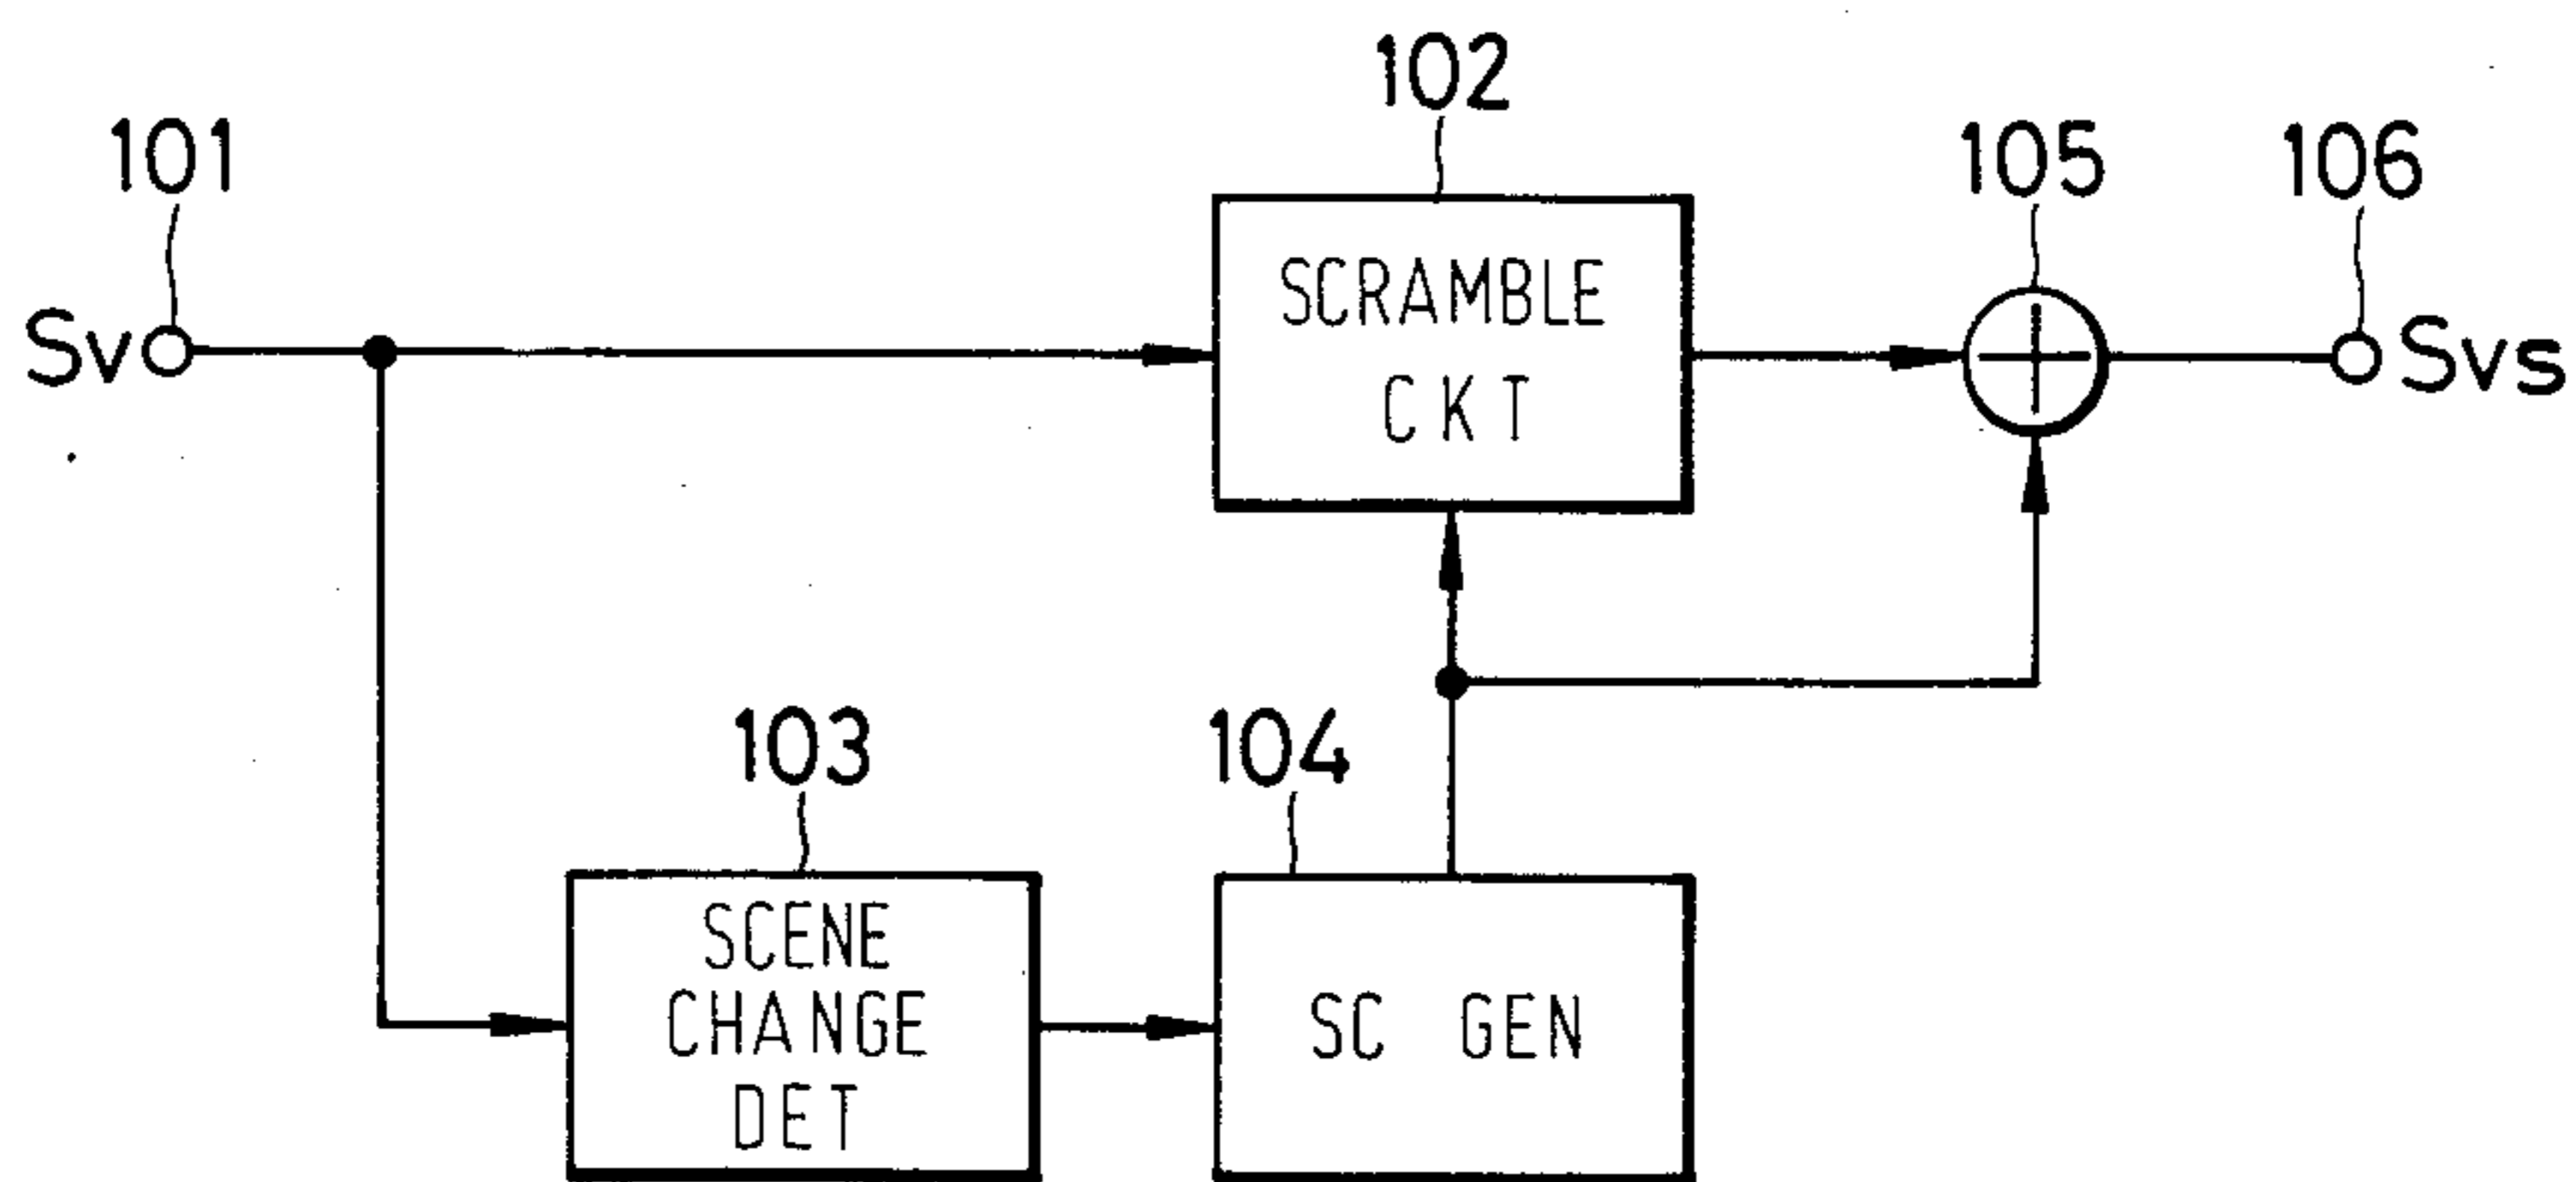 102
101
105
106
SCRAMBLE
CKT
Sv
Svs
103
104
SCENE
CHANGE
DET
SC GEN